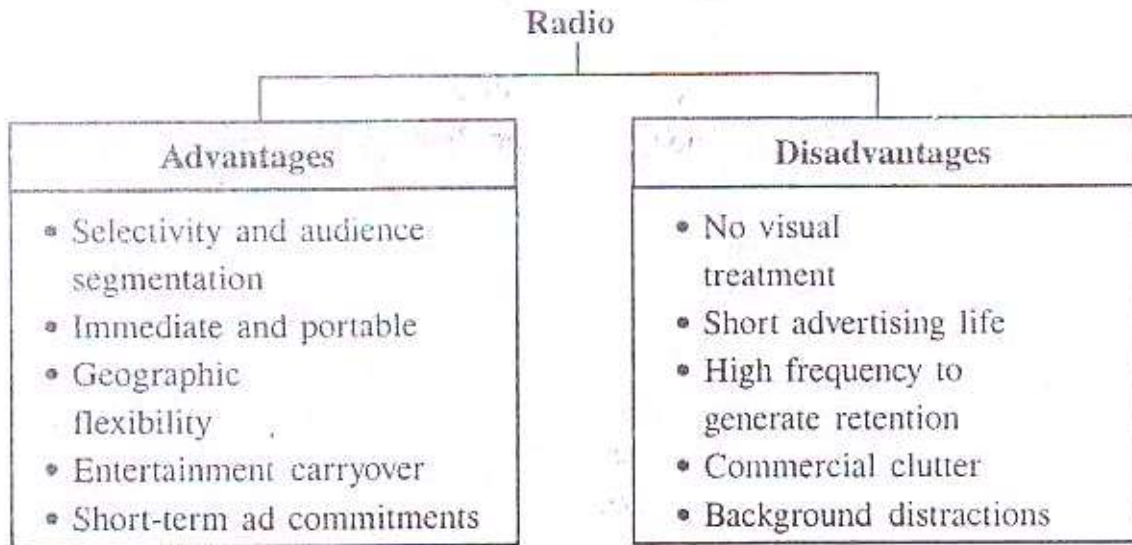 Radio
Advantages
• Selectivity and audience
segmentation
• Immediate and portable
• Geographic
flexibility
• Entertainment carryover
• Short-term ad commitments
Disadvantages
• No visual
treatment
• Short advertising life
• High frequency to
generate retention
• Commercial clutter
• Background distractions